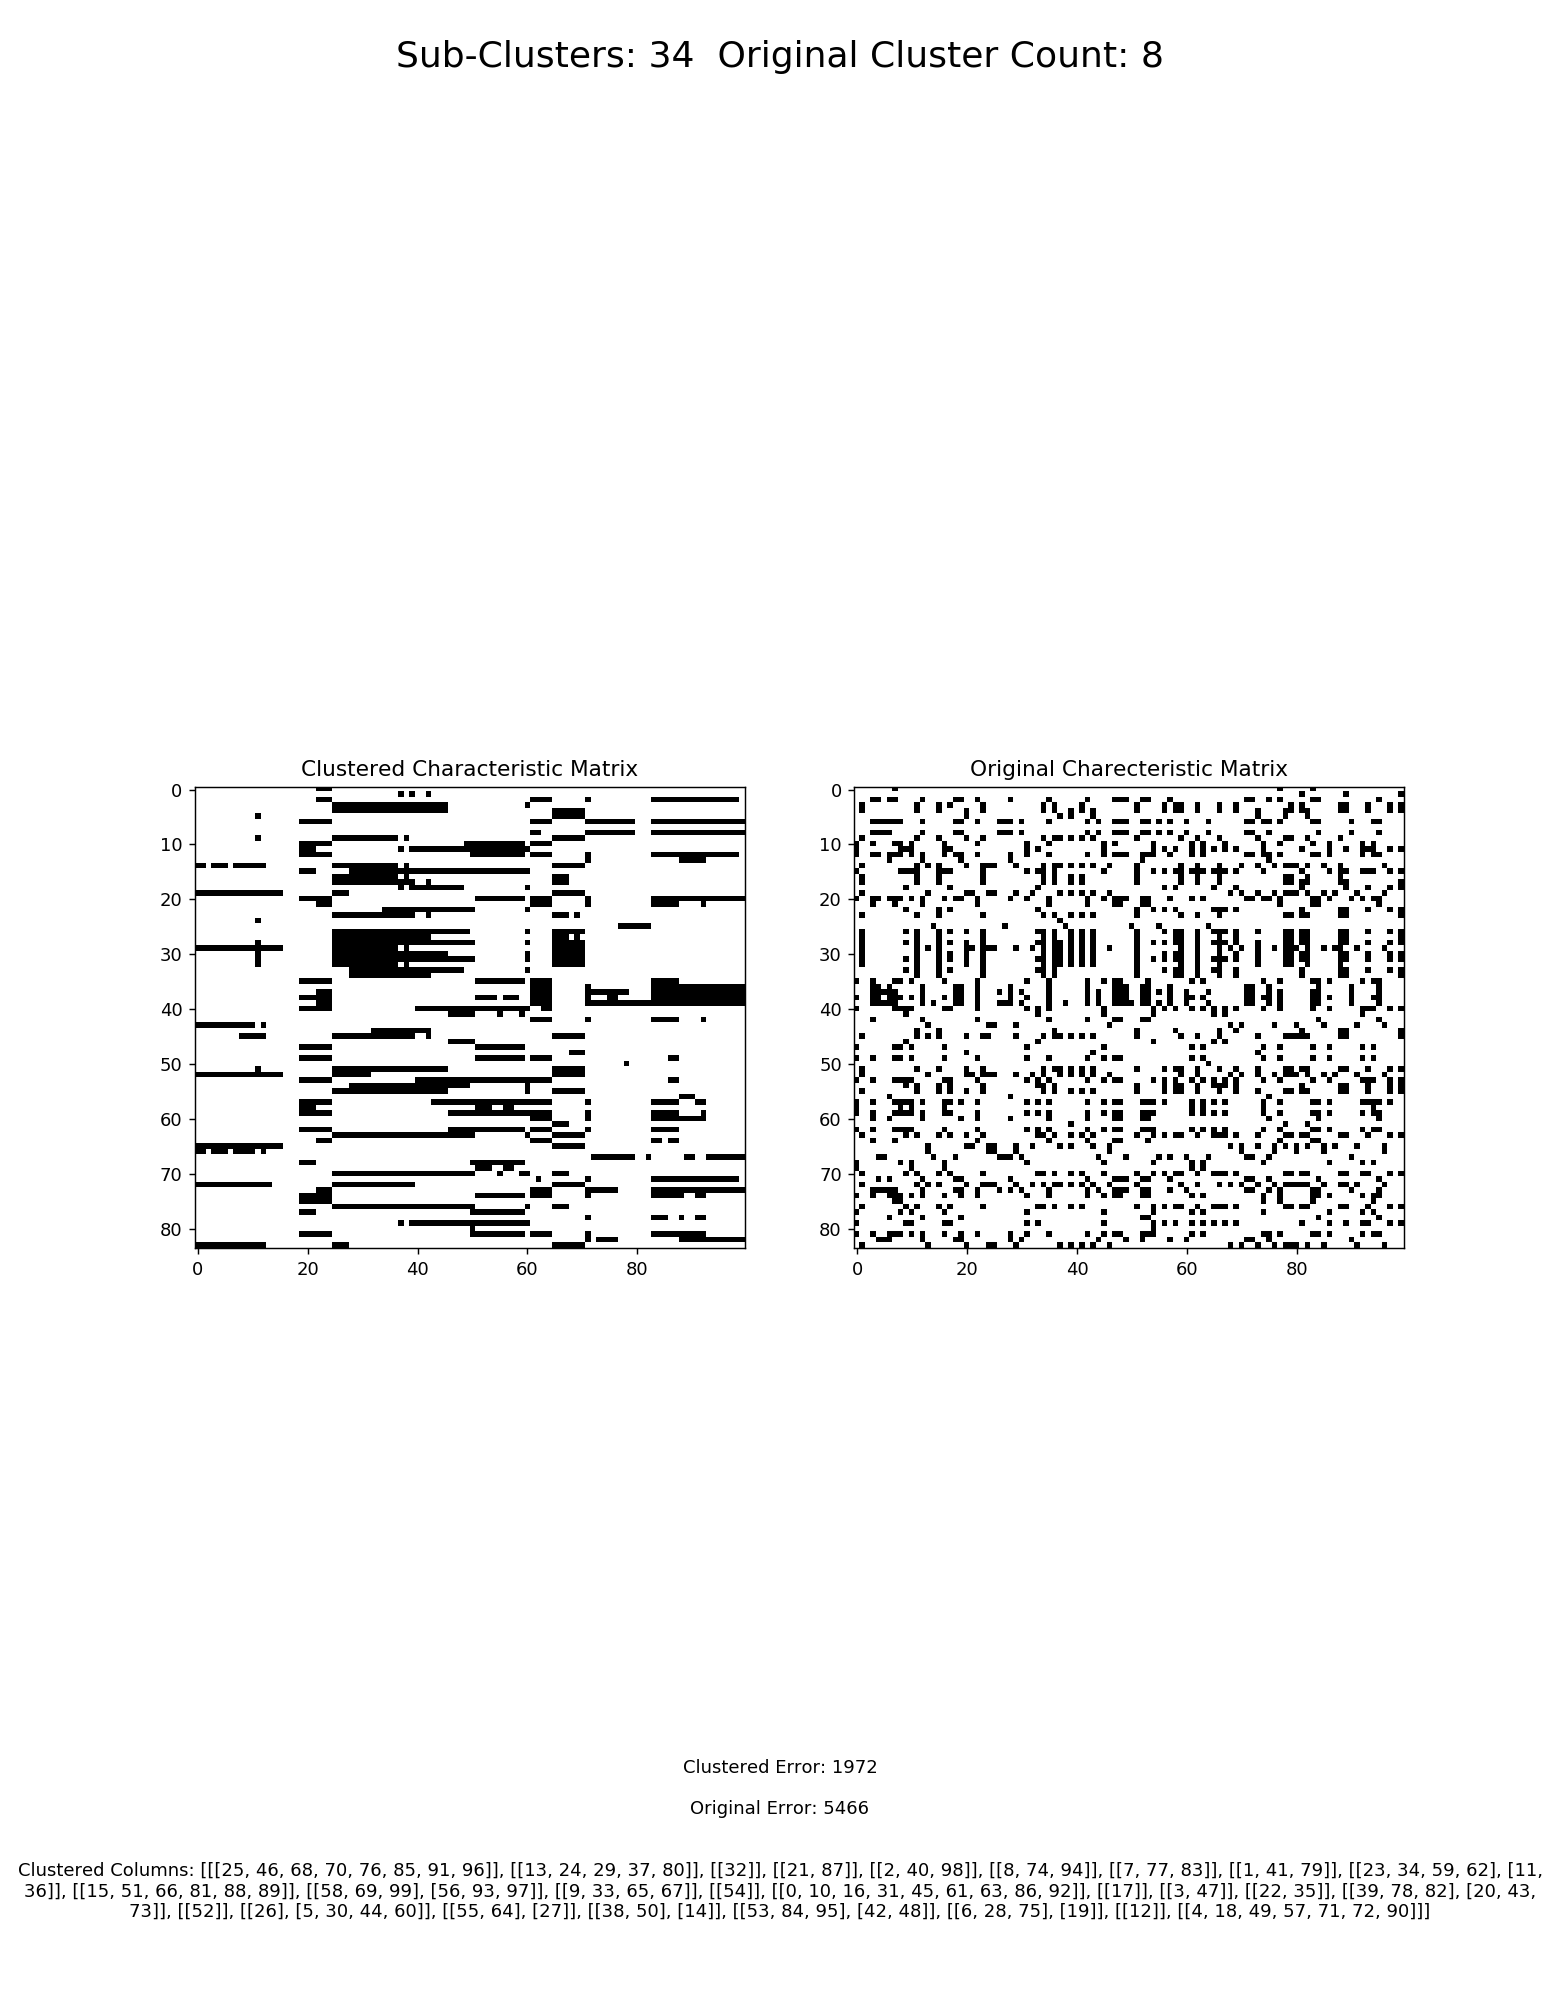 Sub-Clusters: 34  Original Cluster Count: 8
Clustered Characteristic Matrix
Original Charecteristic Matrix
0
10
20
30
40
50
60
70
80
0 20 40 60 80
0
10
20
30
40
50
60
70
80
0 20 40 60 80
Clustered Error: 1972
Original Error: 5466
Clustered Columns: [[[25, 46, 68, 70, 76, 85, 91, 96]], [[13, 24, 29, 37, 80]], [[32]], [[21, 87]], [[2, 40, 98]], [[8, 74, 94]], [[7, 77, 83]], [[1, 41, 79]], [[23, 34, 59, 62], [11,
36]], [[15, 51, 66, 81, 88, 89]], [[58, 69, 99], [56, 93, 97]], [[9, 33, 65, 67]], [[54]], [[0, 10, 16, 31, 45, 61, 63, 86, 92]], [[17]], [[3, 47]], [[22, 35]], [[39, 78, 82], [20, 43,
73]], [[52]], [[26], [5, 30, 44, 60]], [[55, 64], [27]], [[38, 50], [14]], [[53, 84, 95], [42, 48]], [[6, 28, 75], [19]], [[12]], [[4, 18, 49, 57, 71, 72, 90]]]